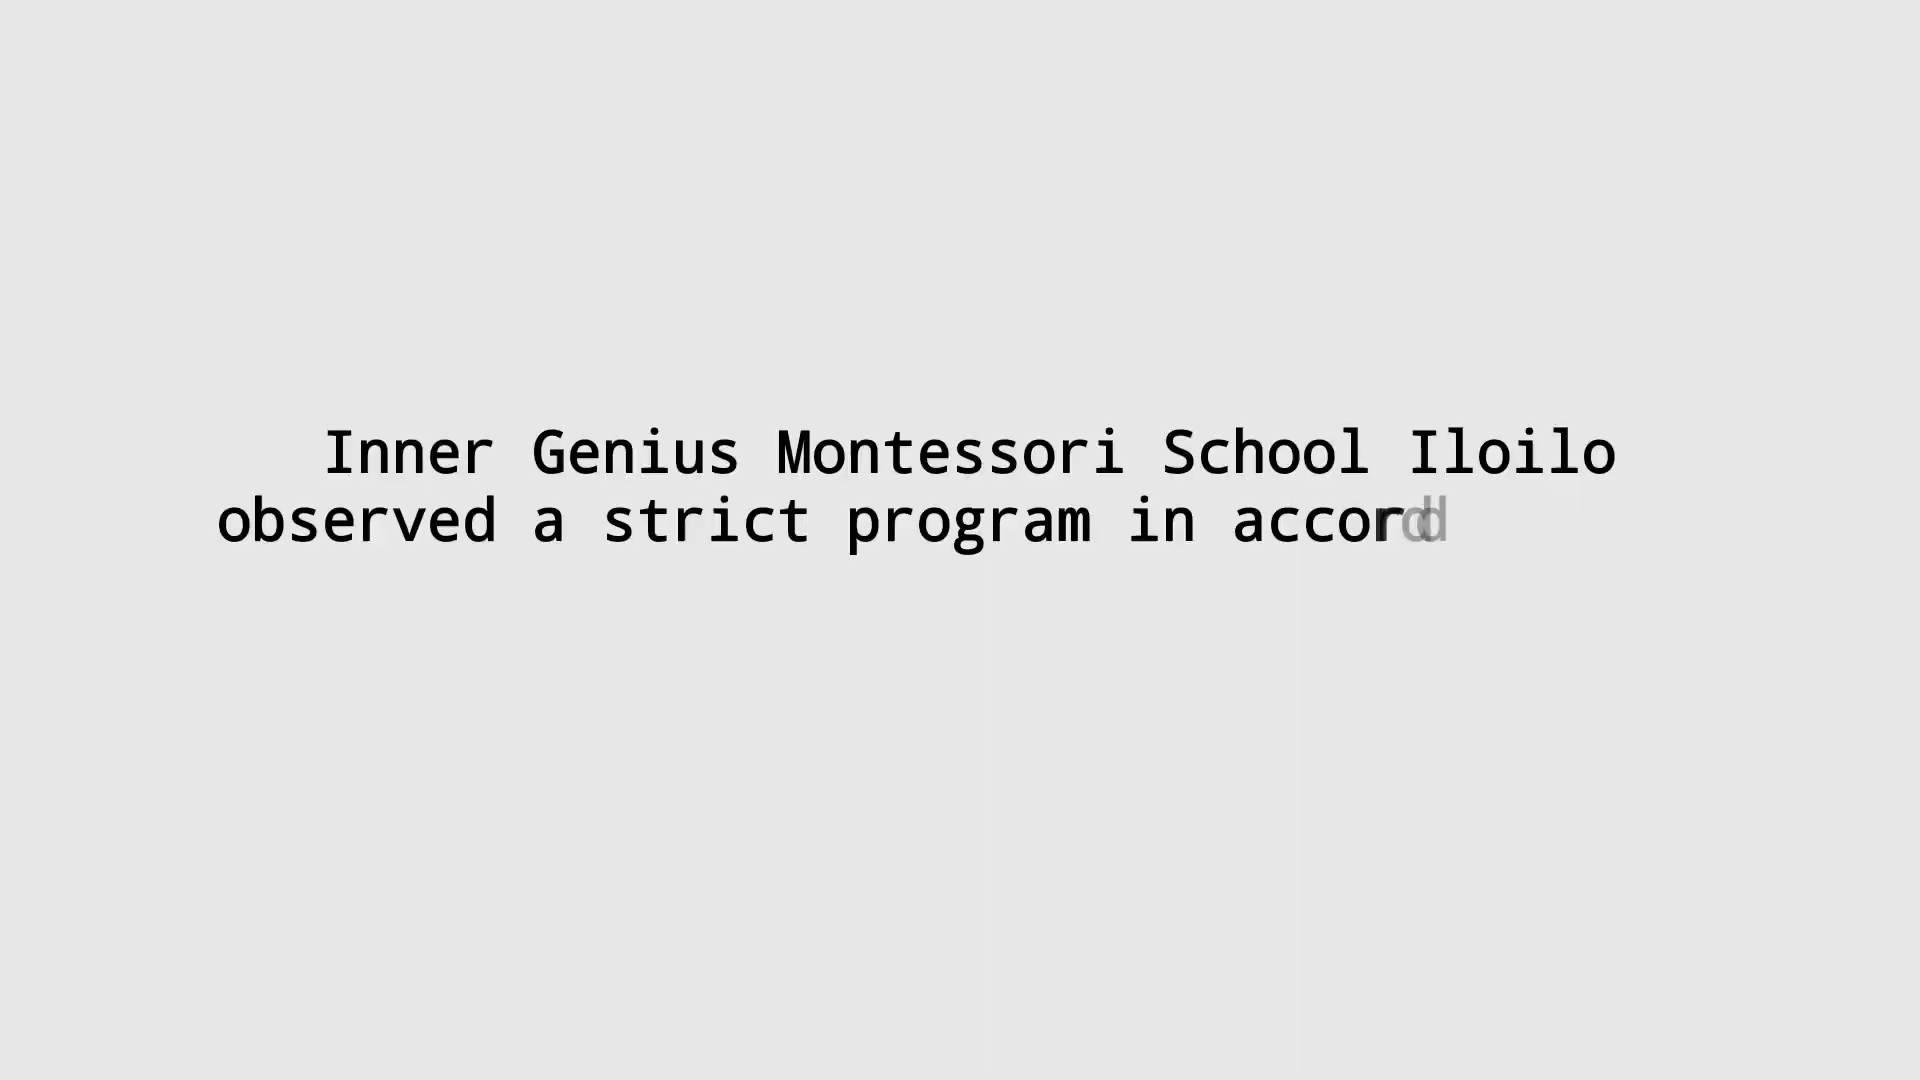 Inner Genius Montessori School Iloilo
observed a strict program in accord